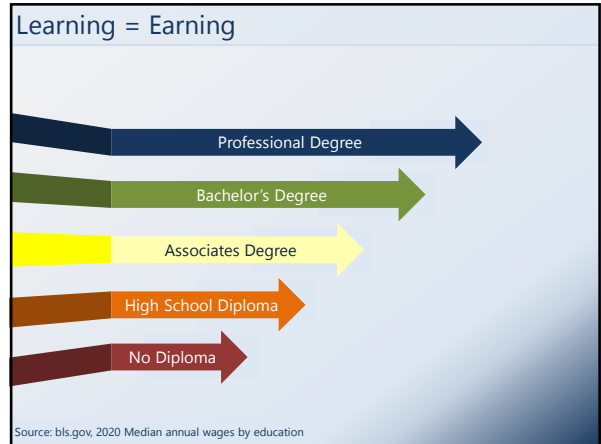 Learning = Earning
Professional Degree
Bachelor's Degree
Associates Degree
High School Diploma
No Diploma
Source: bls.gov, 2020 Median annual wages by education